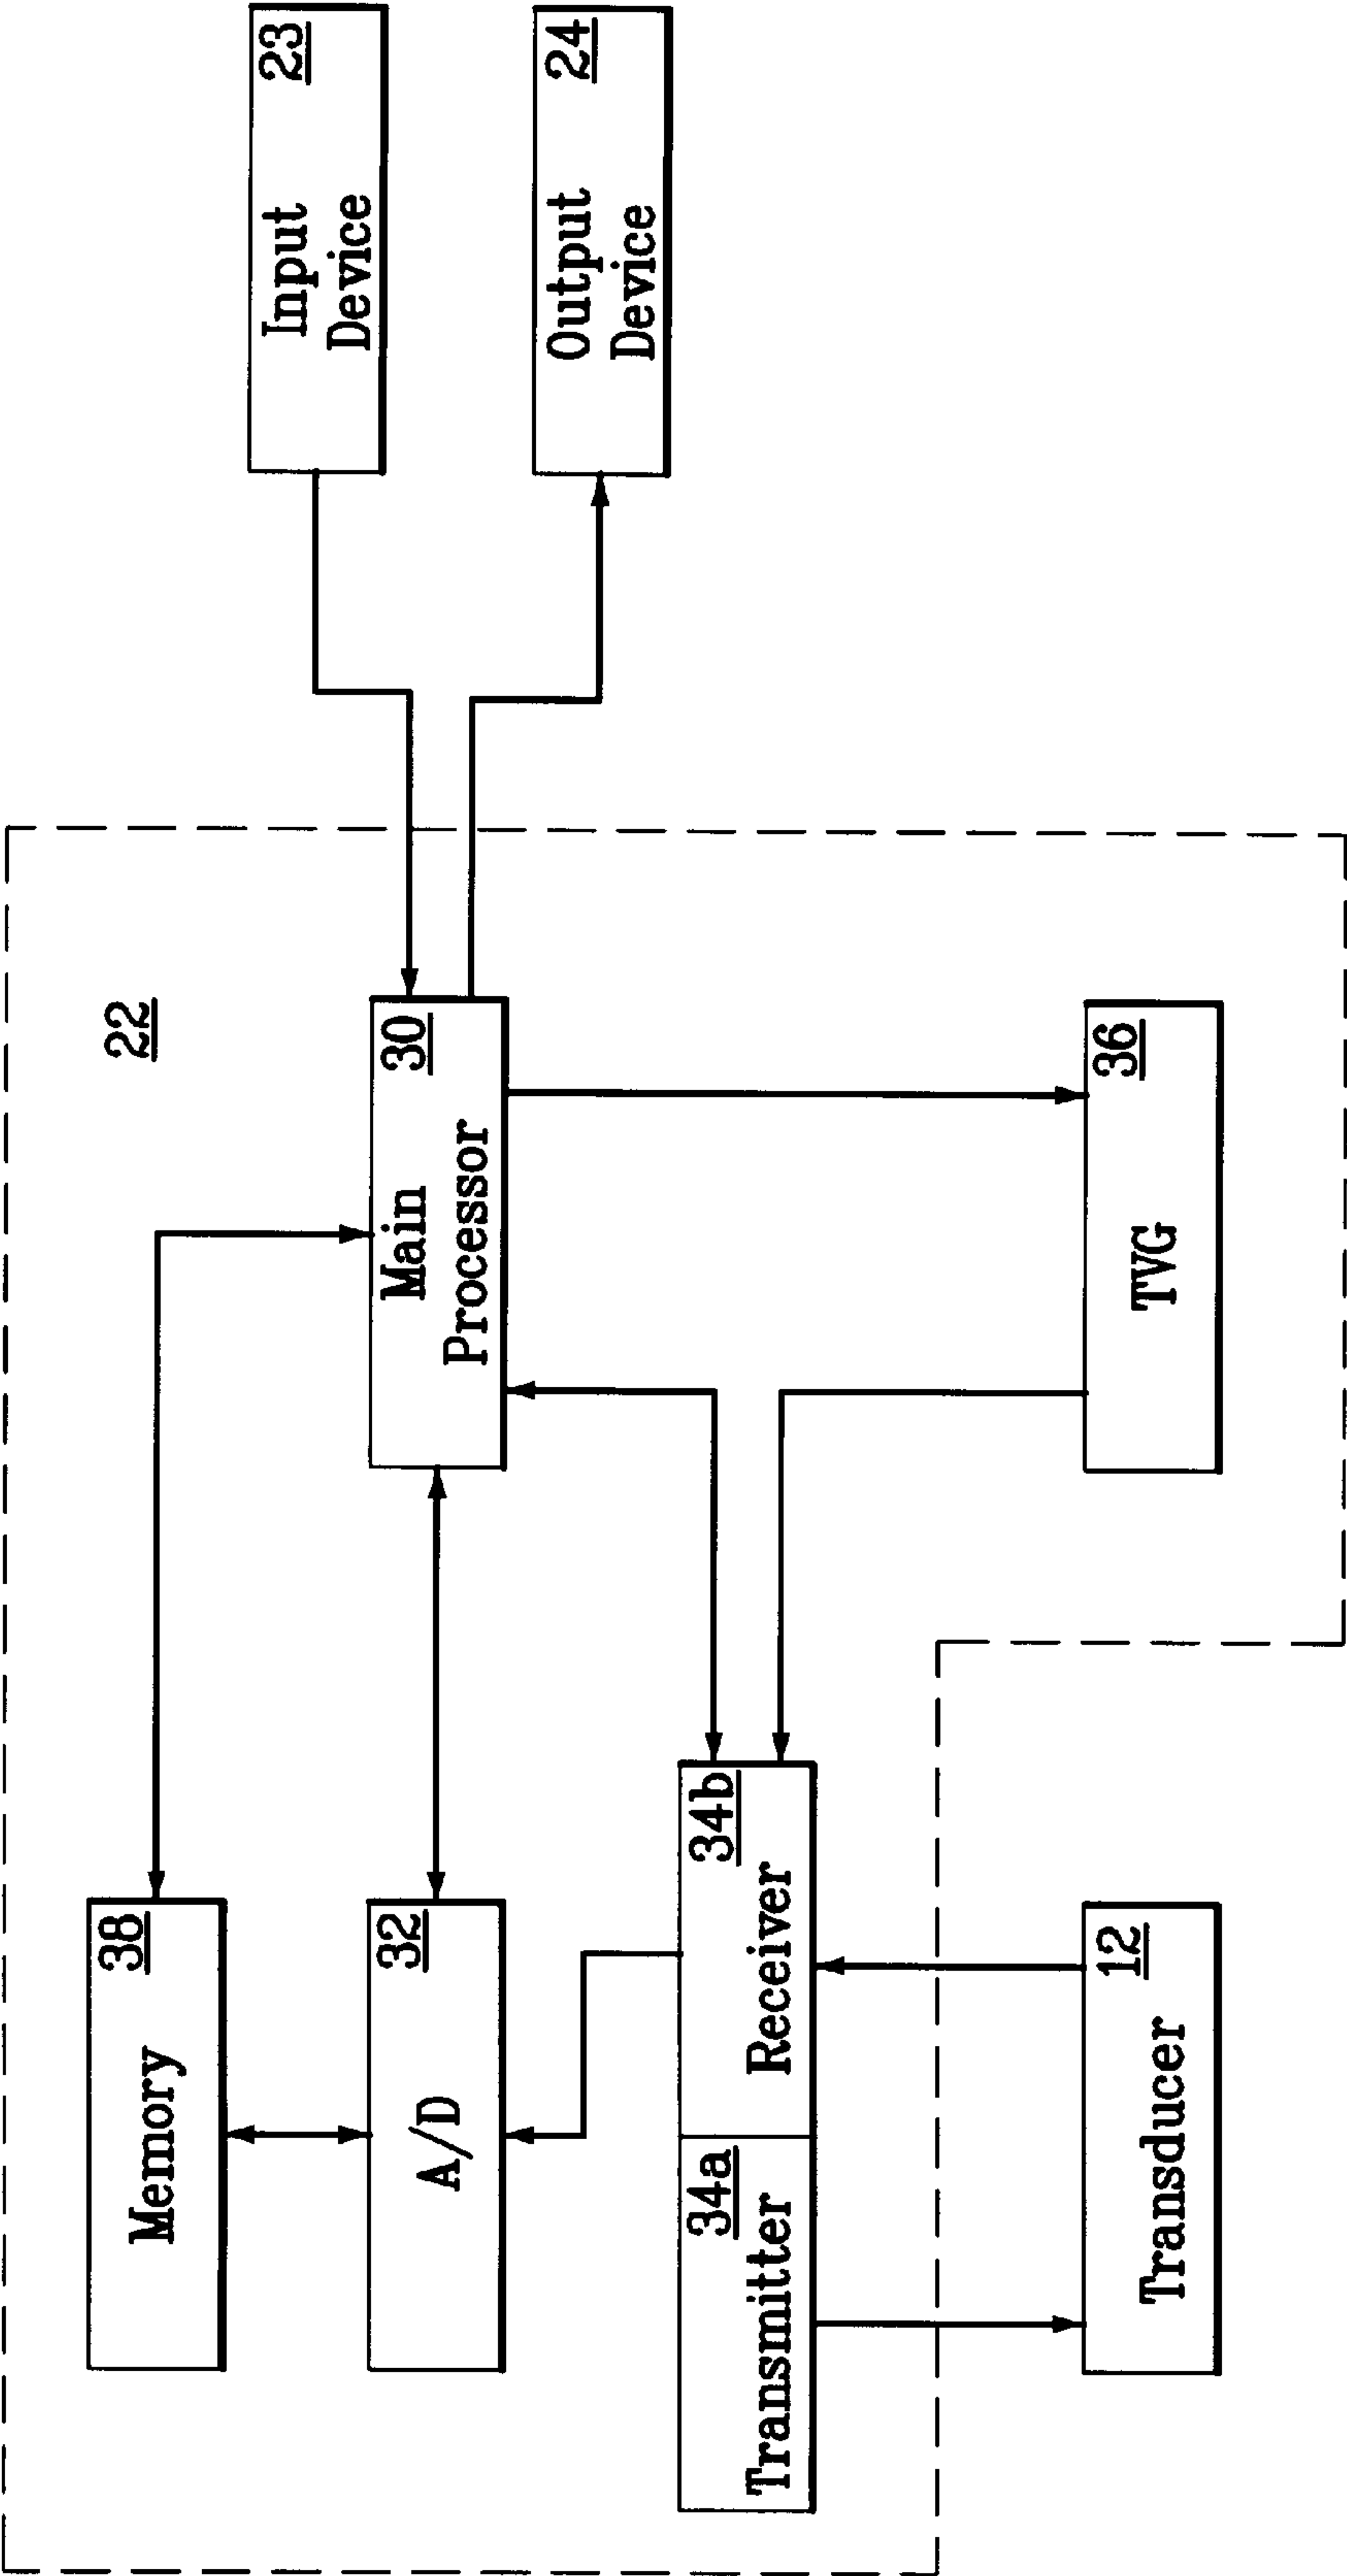 22
38
Memory
32
A/D
30
Main
Processor
23
Input
Device
24
Output
Device
34a
Transmitter
34b
Receiver
12
Transducer
36
TVG